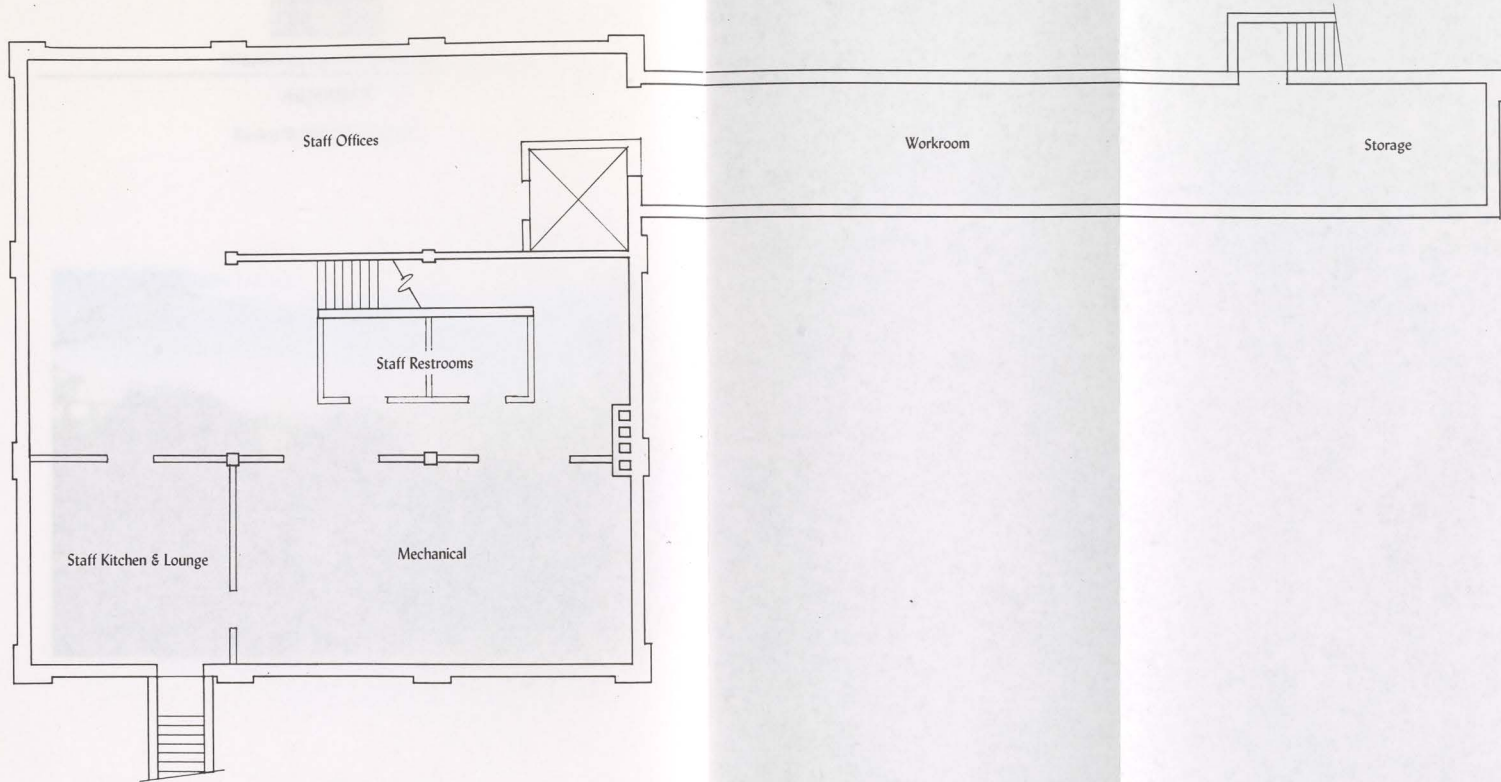 Staff Offices
Workroom
Storage
Staff Restrooms
Staff Kitchen & Lounge
Mechanical